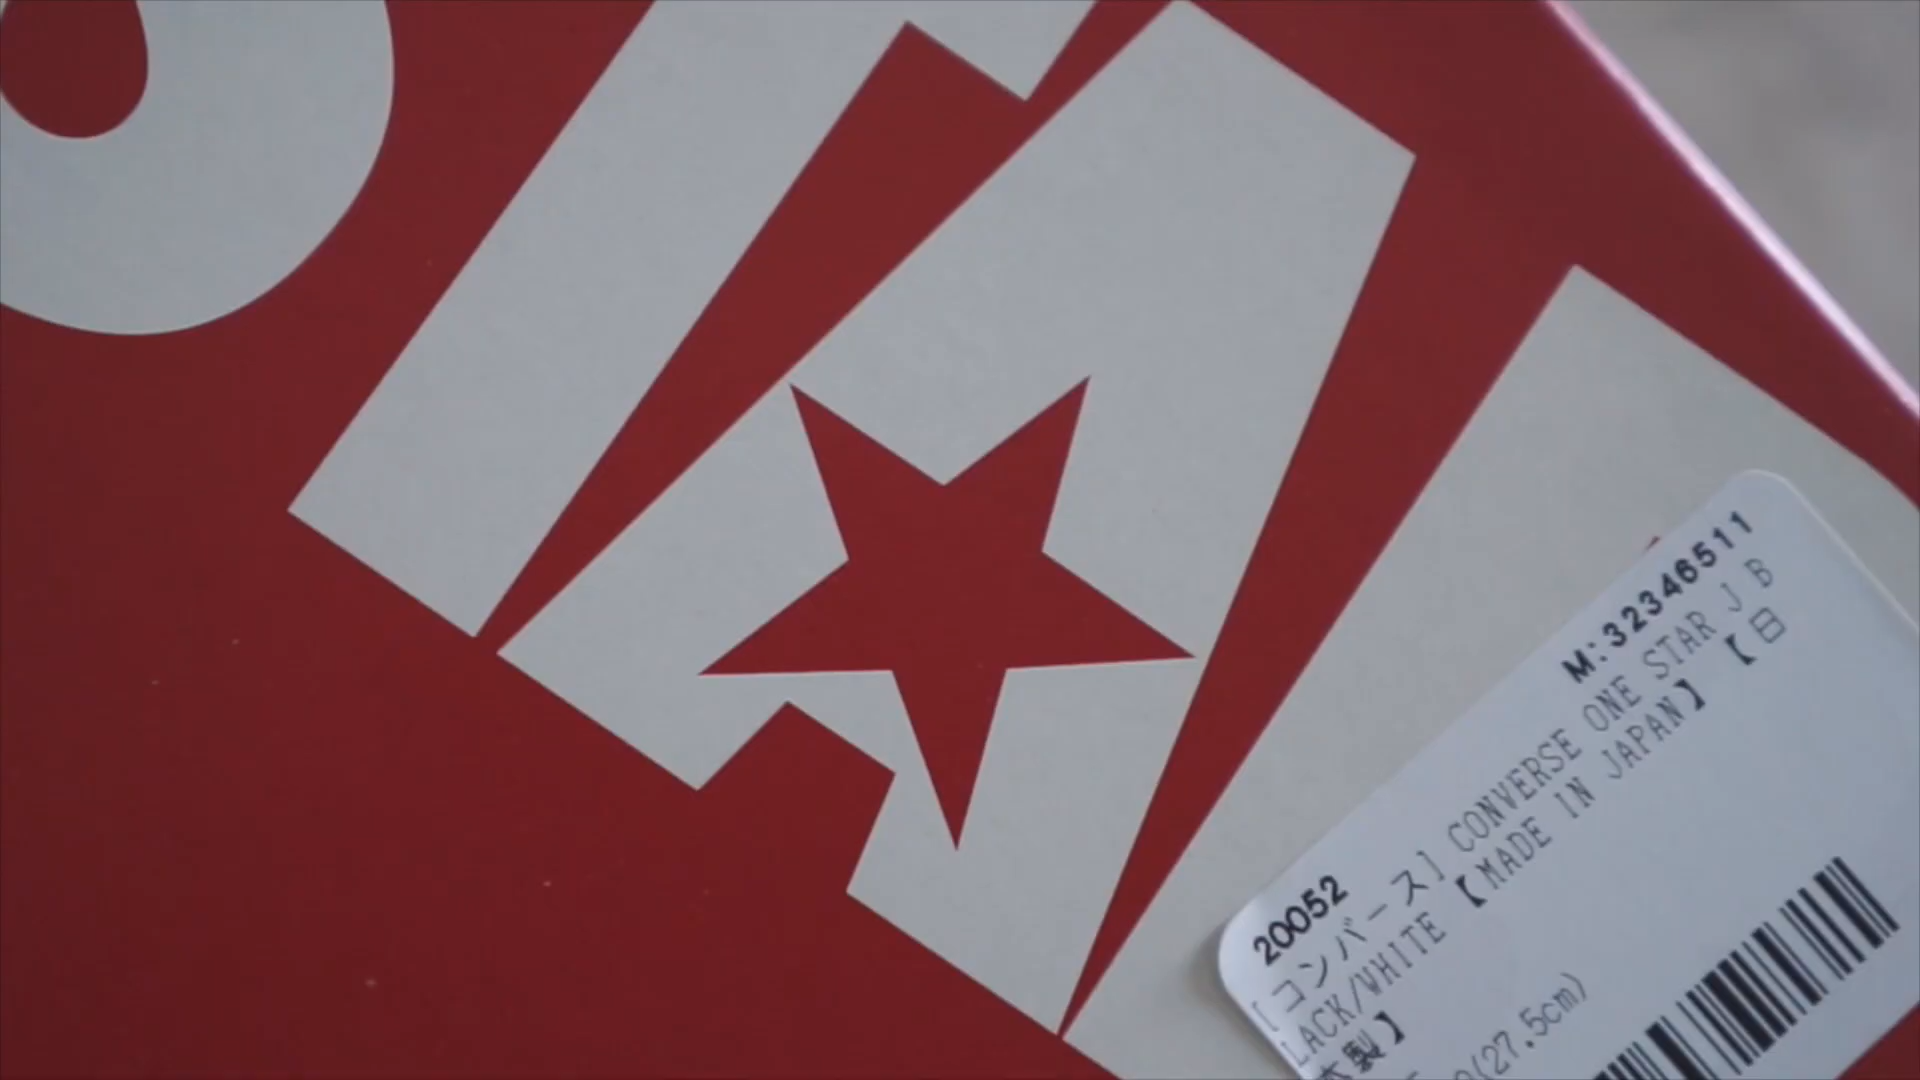 STAR
M:32346511
20052
[コンバース] CONVERSE ONE STAR J B
LACK/WHITE 【MADE IN JAPAN】 【日
本製】
(27.5cm)